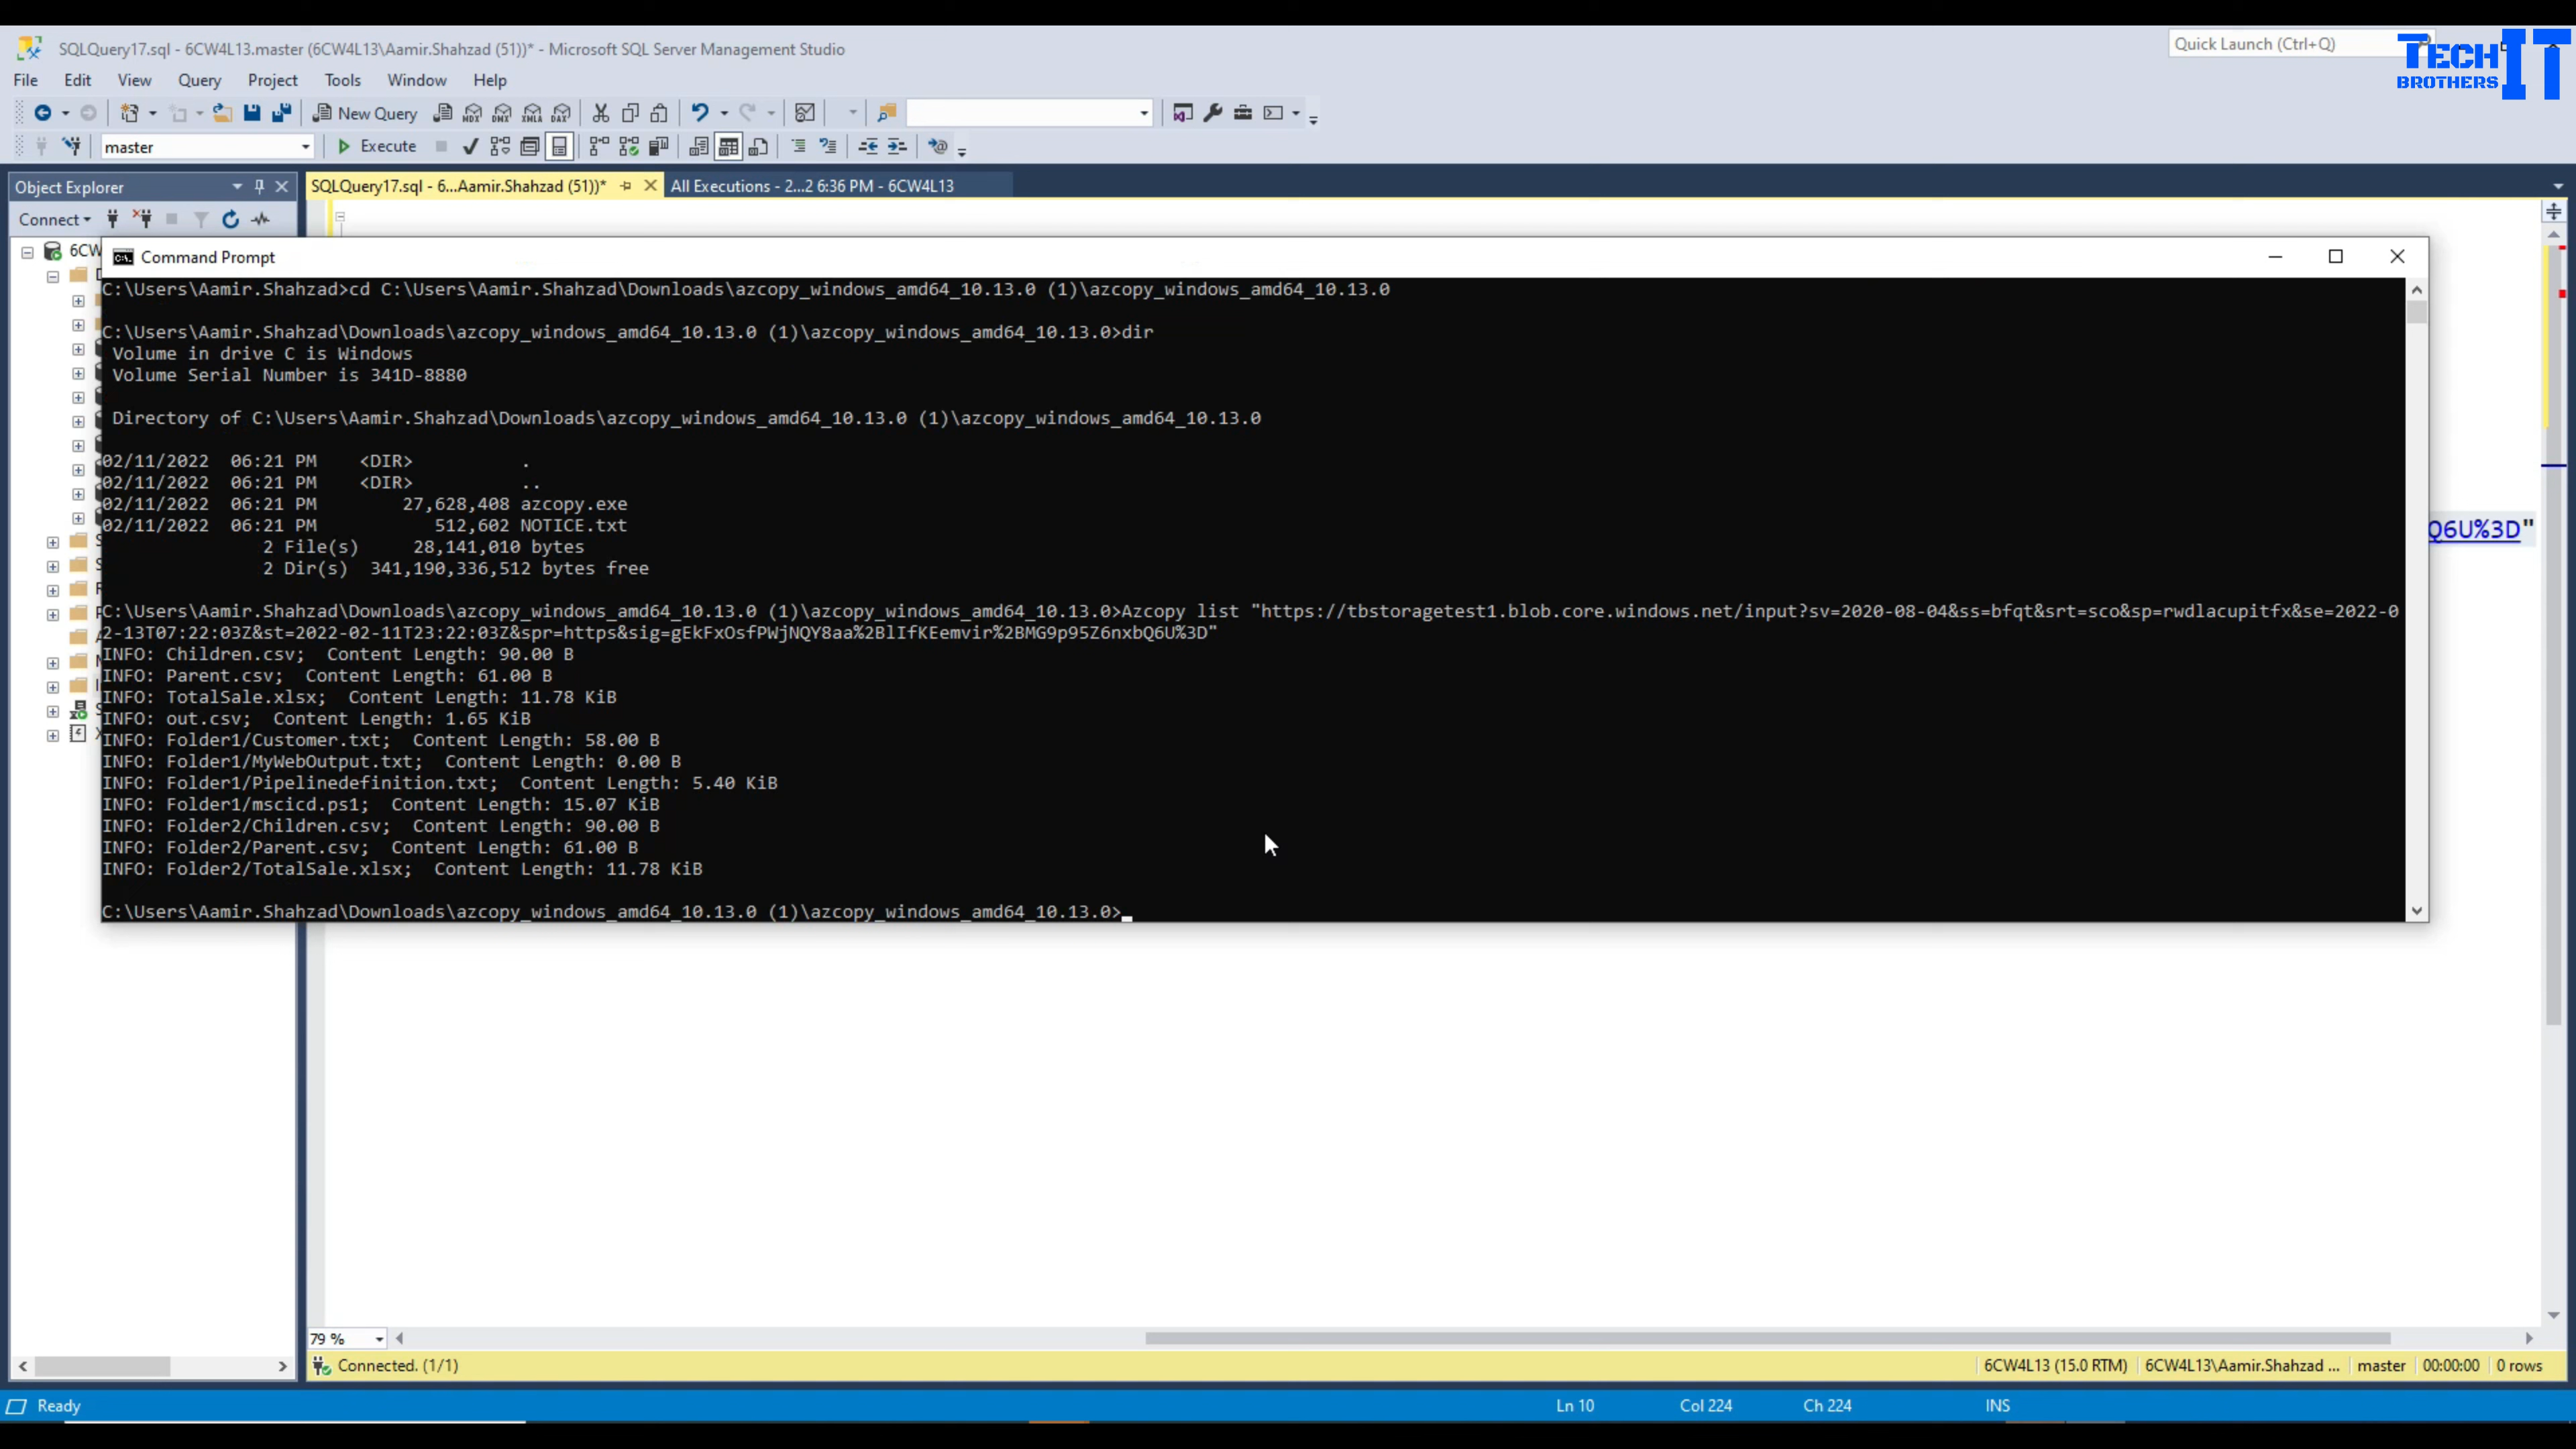 SQLQuery17.sql - 6CW4L13.master (6CW4L13\Aamir.Shahzad (51))* - Microsoft SQL Server Management Studio
Quick Launch (Ctrl+Q)
TECH IT
BROTHERS
File Edit View Query Project Tools Window Help
New Query
master
Execute
Object Explorer
SQLQuery17.sql - 6...Aamir.Shahzad (51))*
All Executions - 2...2 6:36 PM - 6CW4L13
Connect
6CW
Command Prompt
C:\Users\Aamir.Shahzad>cd C:\Users\Aamir.Shahzad\Downloads\azcopy_windows_amd64_10.13.0 (1)\azcopy_windows_amd64_10.13.0
C:\Users\Aamir.Shahzad\Downloads\azcopy_windows_amd64_10.13.0 (1)\azcopy_windows_amd64_10.13.0>dir
Volume in drive C is Windows
Volume Serial Number is 341D-8880
Directory of C:\Users\Aamir.Shahzad\Downloads\azcopy_windows_amd64_10.13.0 (1)\azcopy_windows_amd64_10.13.0
02/11/2022 06:21 PM <DIR> .
02/11/2022 06:21 PM <DIR> ..
02/11/2022 06:21 PM 27,628,408 azcopy.exe
02/11/2022 06:21 PM 512,602 NOTICE.txt
2 File(s) 28,141,010 bytes
2 Dir(s) 341,190,336,512 bytes free
Q6U%3D"
C:\Users\Aamir.Shahzad\Downloads\azcopy_windows_amd64_10.13.0 (1)\azcopy_windows_amd64_10.13.0>Azcopy list "https://tbstoragetest1.blob.core.windows.net/input?sv=2020-08-04&ss=bfqt&srt=sco&sp=rwdlacupitfx&se=2022-0
2-13T07:22:03Z&st=2022-02-11T23:22:03Z&spr=https&sig=gEkFxOsfPWjNQY8aa%2BlIfKEemvir%2BMG9p95Z6nxbQ6U%3D"
INFO: Children.csv; Content Length: 90.00 B
INFO: Parent.csv; Content Length: 61.00 B
INFO: TotalSale.xlsx; Content Length: 11.78 KiB
INFO: out.csv; Content Length: 1.65 KiB
INFO: Folder1/Customer.txt; Content Length: 58.00 B
INFO: Folder1/MyWebOutput.txt; Content Length: 0.00 B
INFO: Folder1/Pipelinedefinition.txt; Content Length: 5.40 KiB
INFO: Folder1/mscicd.ps1; Content Length: 15.07 KiB
INFO: Folder2/Children.csv; Content Length: 90.00 B
INFO: Folder2/Parent.csv; Content Length: 61.00 B
INFO: Folder2/TotalSale.xlsx; Content Length: 11.78 KiB
C:\Users\Aamir.Shahzad\Downloads\azcopy_windows_amd64_10.13.0 (1)\azcopy_windows_amd64_10.13.0>
79 %
Connected. (1/1)
6CW4L13 (15.0 RTM) 6CW4L13\Aamir.Shahzad ... master 00:00:00 0 rows
Ready
Ln 10 Col 224 Ch 224 INS